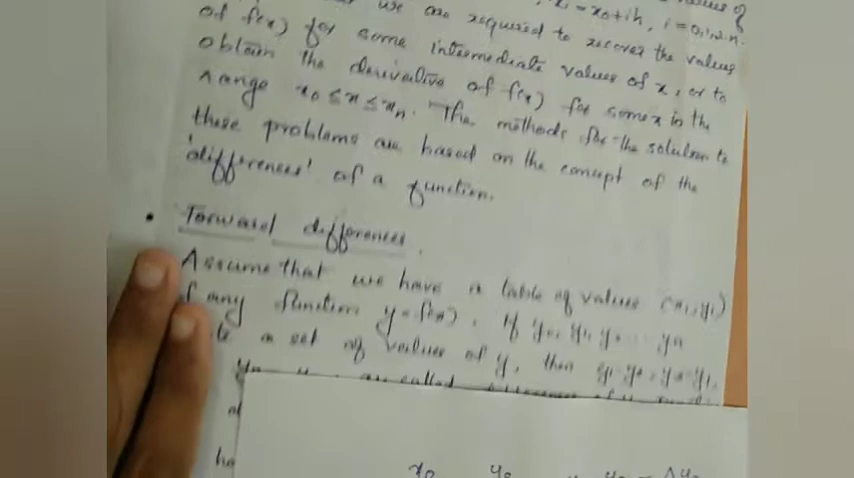 x₁ = x₀+ih, i=0,1,2..n.
we are required to recover the values
of f(x) for some intermediate values of x, or to
obtain the derivative of f(x) for some x in the
range x₀ ≤ x ≤ xₙ. The methods for the solution to
these problems are based on the concept of the
'differences' of a function.
• Forward differences.
Assume that we have a table of values (xᵢ, yᵢ)
of any function y = f(x). If y₀, y₁, y₂ ... yₙ
a set of values of y, then y₁-y₀, y₂-y₁,
are called
x₀ y₀ Δy₀